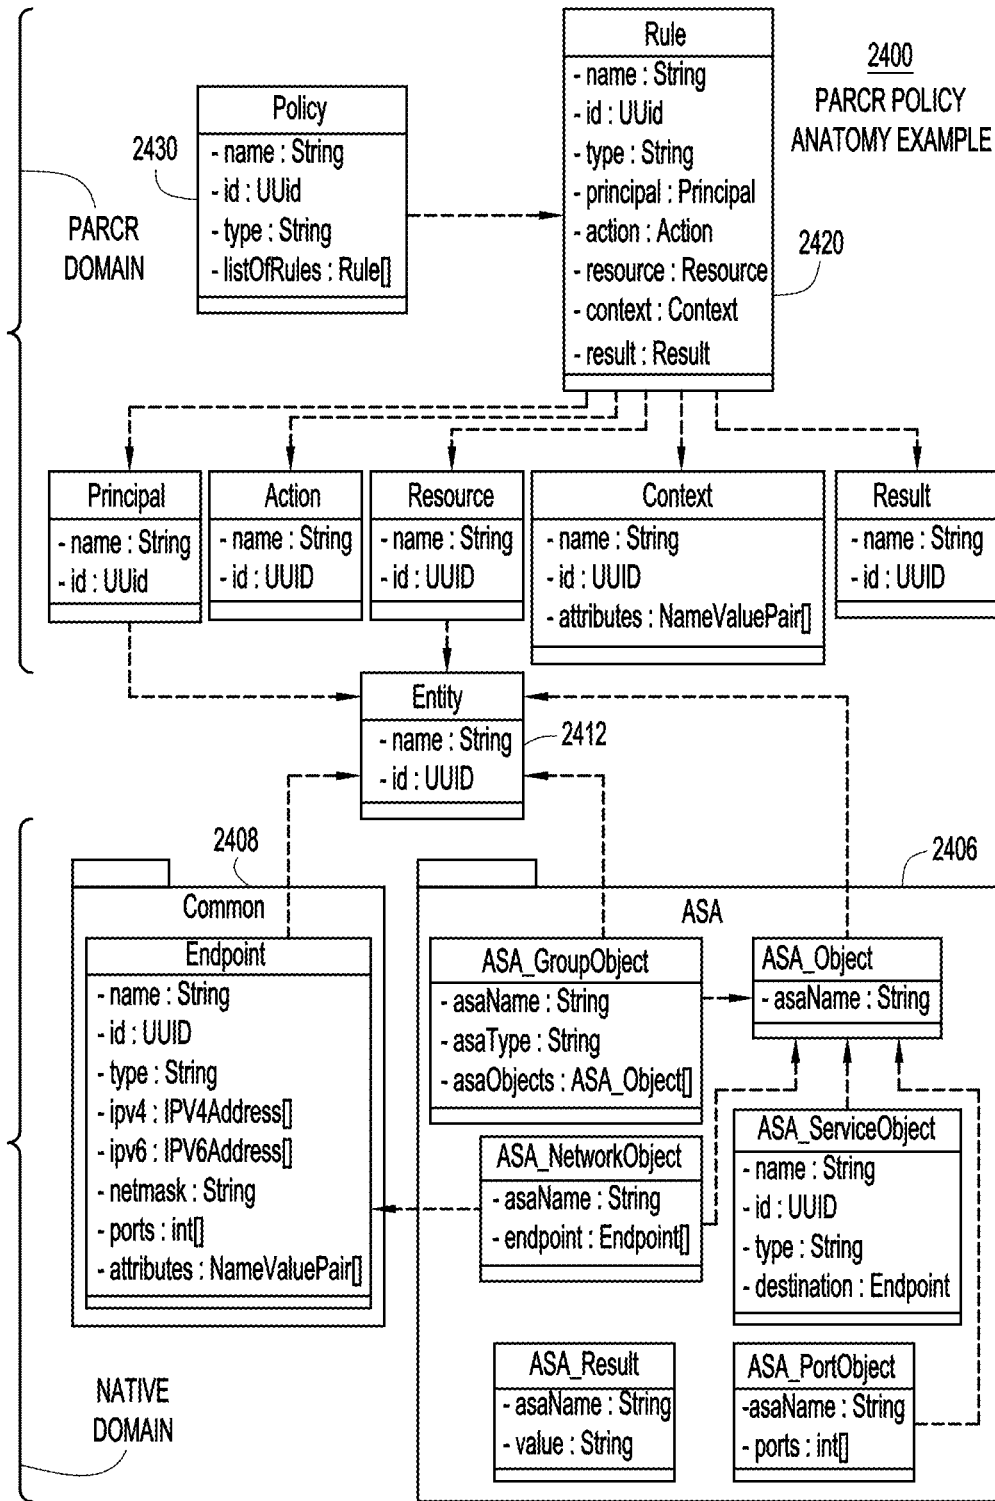 2400
PARCR POLICY
ANATOMY EXAMPLE
PARCR
DOMAIN
2430
Policy
- name : String
- id : UUid
- type : String
- listOfRules : Rule[]
Rule
- name : String
- id : UUid
- type : String
- principal : Principal
- action : Action
- resource : Resource
- context : Context
- result : Result
2420
Principal
- name : String
- id : UUid
Action
- name : String
- id : UUID
Resource
- name : String
- id : UUID
Context
- name : String
- id : UUID
- attributes : NameValuePair[]
Result
- name : String
- id : UUID
Entity
- name : String
- id : UUID
2412
2408
Common
Endpoint
- name : String
- id : UUID
- type : String
- ipv4 : IPV4Address[]
- ipv6 : IPV6Address[]
- netmask : String
- ports : int[]
- attributes : NameValuePair[]
2406
ASA
ASA_GroupObject
- asaName : String
- asaType : String
- asaObjects : ASA_Object[]
ASA_Object
- asaName : String
ASA_NetworkObject
- asaName : String
- endpoint : Endpoint[]
ASA_ServiceObject
- name : String
- id : UUID
- type : String
- destination : Endpoint
ASA_Result
- asaName : String
- value : String
ASA_PortObject
-asaName : String
- ports : int[]
NATIVE
DOMAIN